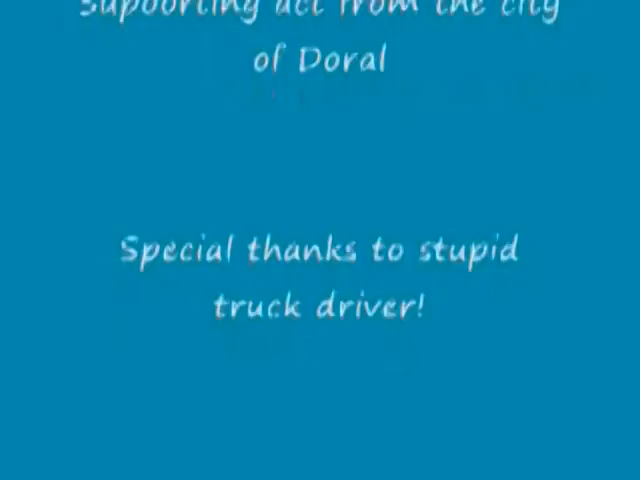 Supporting act from the city
of Doral
Special thanks to stupid
truck driver!